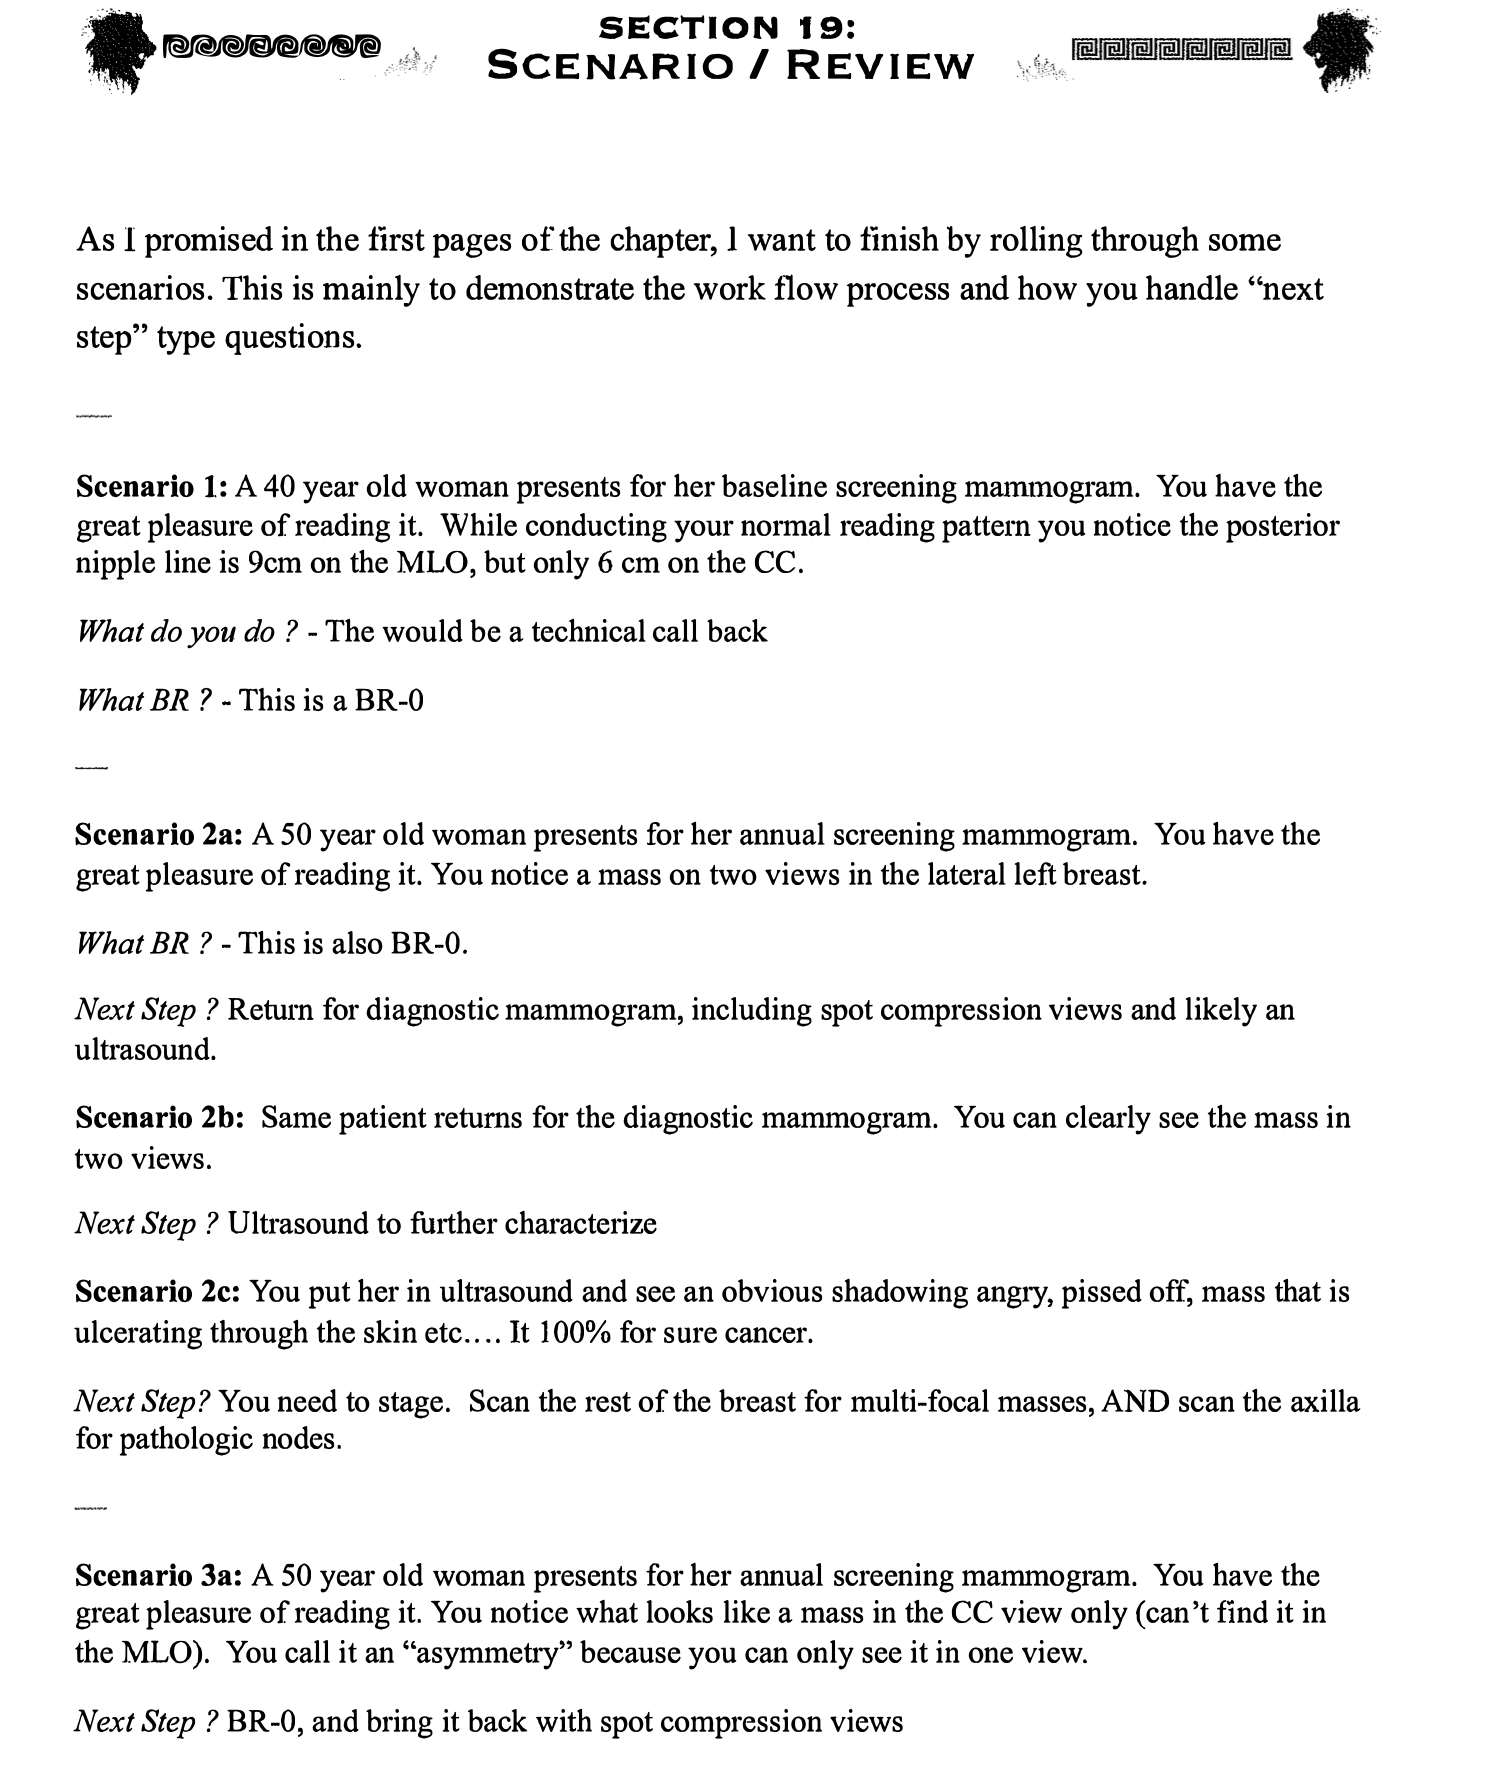 SECTION 19:
SCENARIO / REVIEW
As I promised in the first pages of the chapter, I want to finish by rolling through some
scenarios. This is mainly to demonstrate the work flow process and how you handle “next
step” type questions.
Scenario 1: A 40 year old woman presents for her baseline screening mammogram. You have the
great pleasure of reading it. While conducting your normal reading pattern you notice the posterior
nipple line is 9cm on the MLO, but only 6 cm on the CC.
What do you do ? - The would be a technical call back
What BR ? - This is a BR-0
Scenario 2a: A 50 year old woman presents for her annual screening mammogram. You have the
great pleasure of reading it. You notice a mass on two views in the lateral left breast.
What BR ? - This is also BR-0.
Next Step ? Return for diagnostic mammogram, including spot compression views and likely an
ultrasound.
Scenario 2b: Same patient returns for the diagnostic mammogram. You can clearly see the mass in
two views.
Next Step ? Ultrasound to further characterize
Scenario 2c: You put her in ultrasound and see an obvious shadowing angry, pissed off, mass that is
ulcerating through the skin etc.... It 100% for sure cancer.
Next Step? You need to stage. Scan the rest of the breast for multi-focal masses, AND scan the axilla
for pathologic nodes.
Scenario 3a: A 50 year old woman presents for her annual screening mammogram. You have the
great pleasure of reading it. You notice what looks like a mass in the CC view only (can’t find it in
the MLO). You call it an “asymmetry” because you can only see it in one view.
Next Step ? BR-0, and bring it back with spot compression views